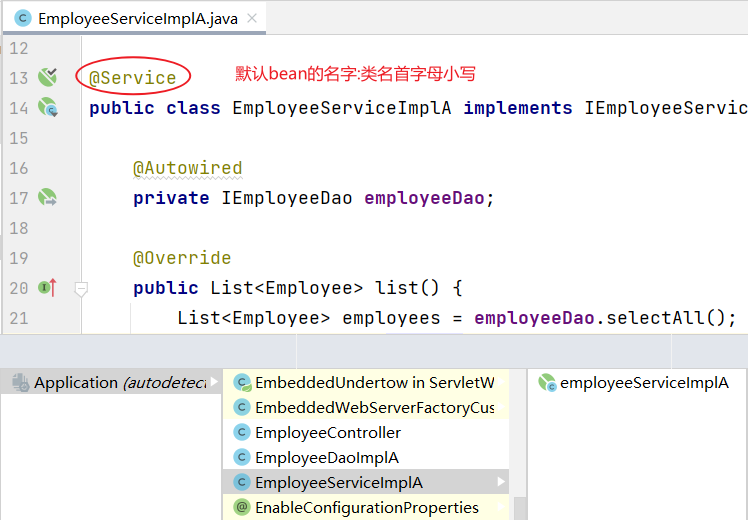 EmployeeServiceImplA.java
12
13 @Service 默认bean的名字:类名首字母小写
14 public class EmployeeServiceImplA implements IEmployeeServic
15
16 @Autowired
17 private IEmployeeDao employeeDao;
18
19 @Override
20 public List<Employee> list() {
21 List<Employee> employees = employeeDao.selectAll();
Application (autodetect
EmbeddedUndertow in ServletW
EmbeddedWebServerFactoryCus
EmployeeController
EmployeeDaoImplA
EmployeeServiceImplA
EnableConfigurationProperties
employeeServiceImplA